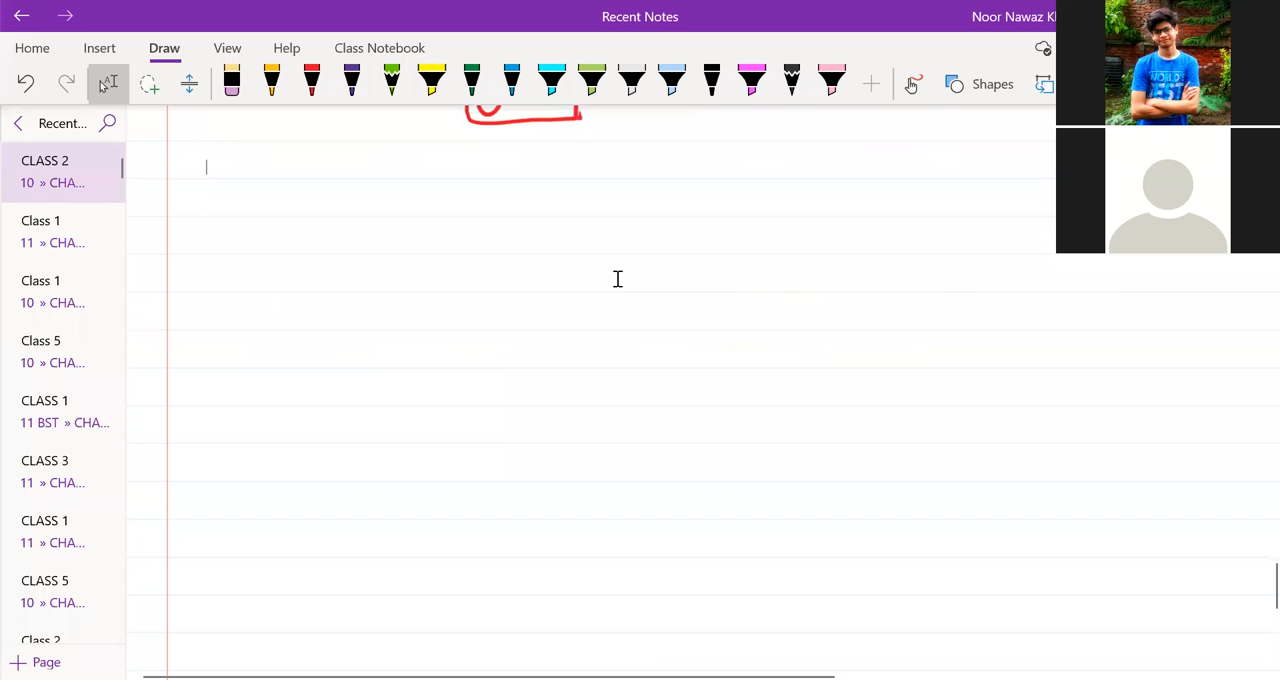 Recent Notes
Noor Nawaz K
Home
Insert
Draw
View
Help
Class Notebook
Shapes
Recent...
CLASS 2
10 » CHA...
Class 1
11 » CHA...
Class 1
10 » CHA...
Class 5
10 » CHA...
CLASS 1
11 BST » CHA...
CLASS 3
11 » CHA...
CLASS 1
11 » CHA...
CLASS 5
10 » CHA...
Class 2
Page